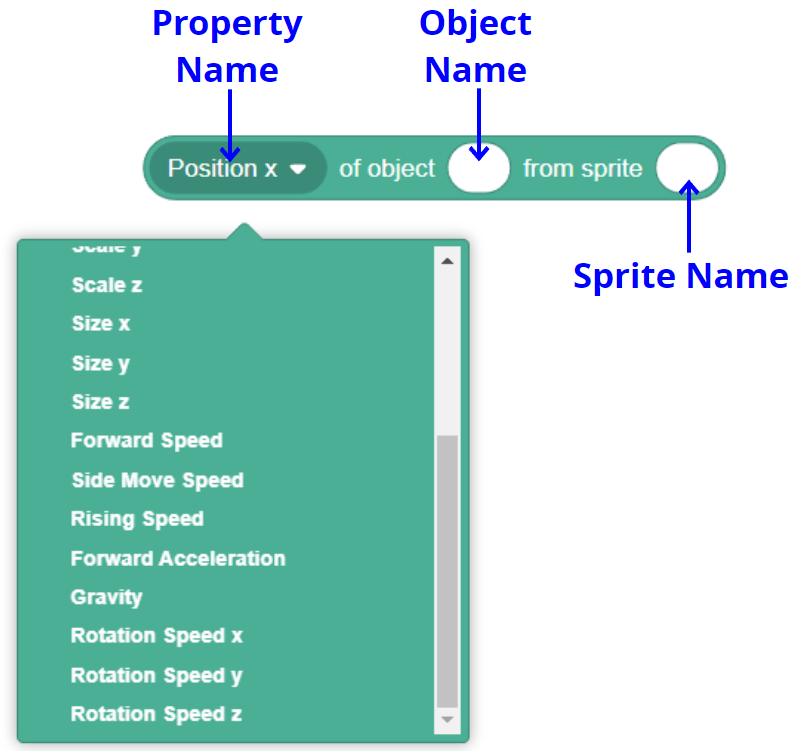 Property
Name
Object
Name
Position x of object from sprite
Sprite Name
Scale y
Scale z
Size x
Size y
Size z
Forward Speed
Side Move Speed
Rising Speed
Forward Acceleration
Gravity
Rotation Speed x
Rotation Speed y
Rotation Speed z